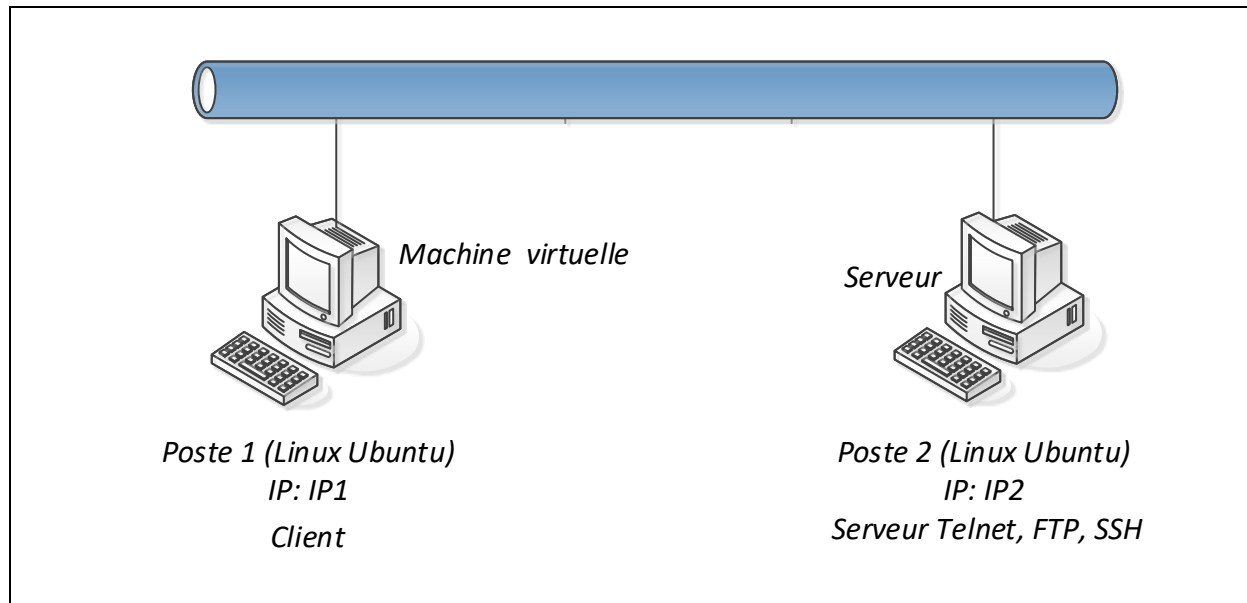 Machine virtuelle
Serveur
Poste 1 (Linux Ubuntu)
IP: IP1
Client
Poste 2 (Linux Ubuntu)
IP: IP2
Serveur Telnet, FTP, SSH